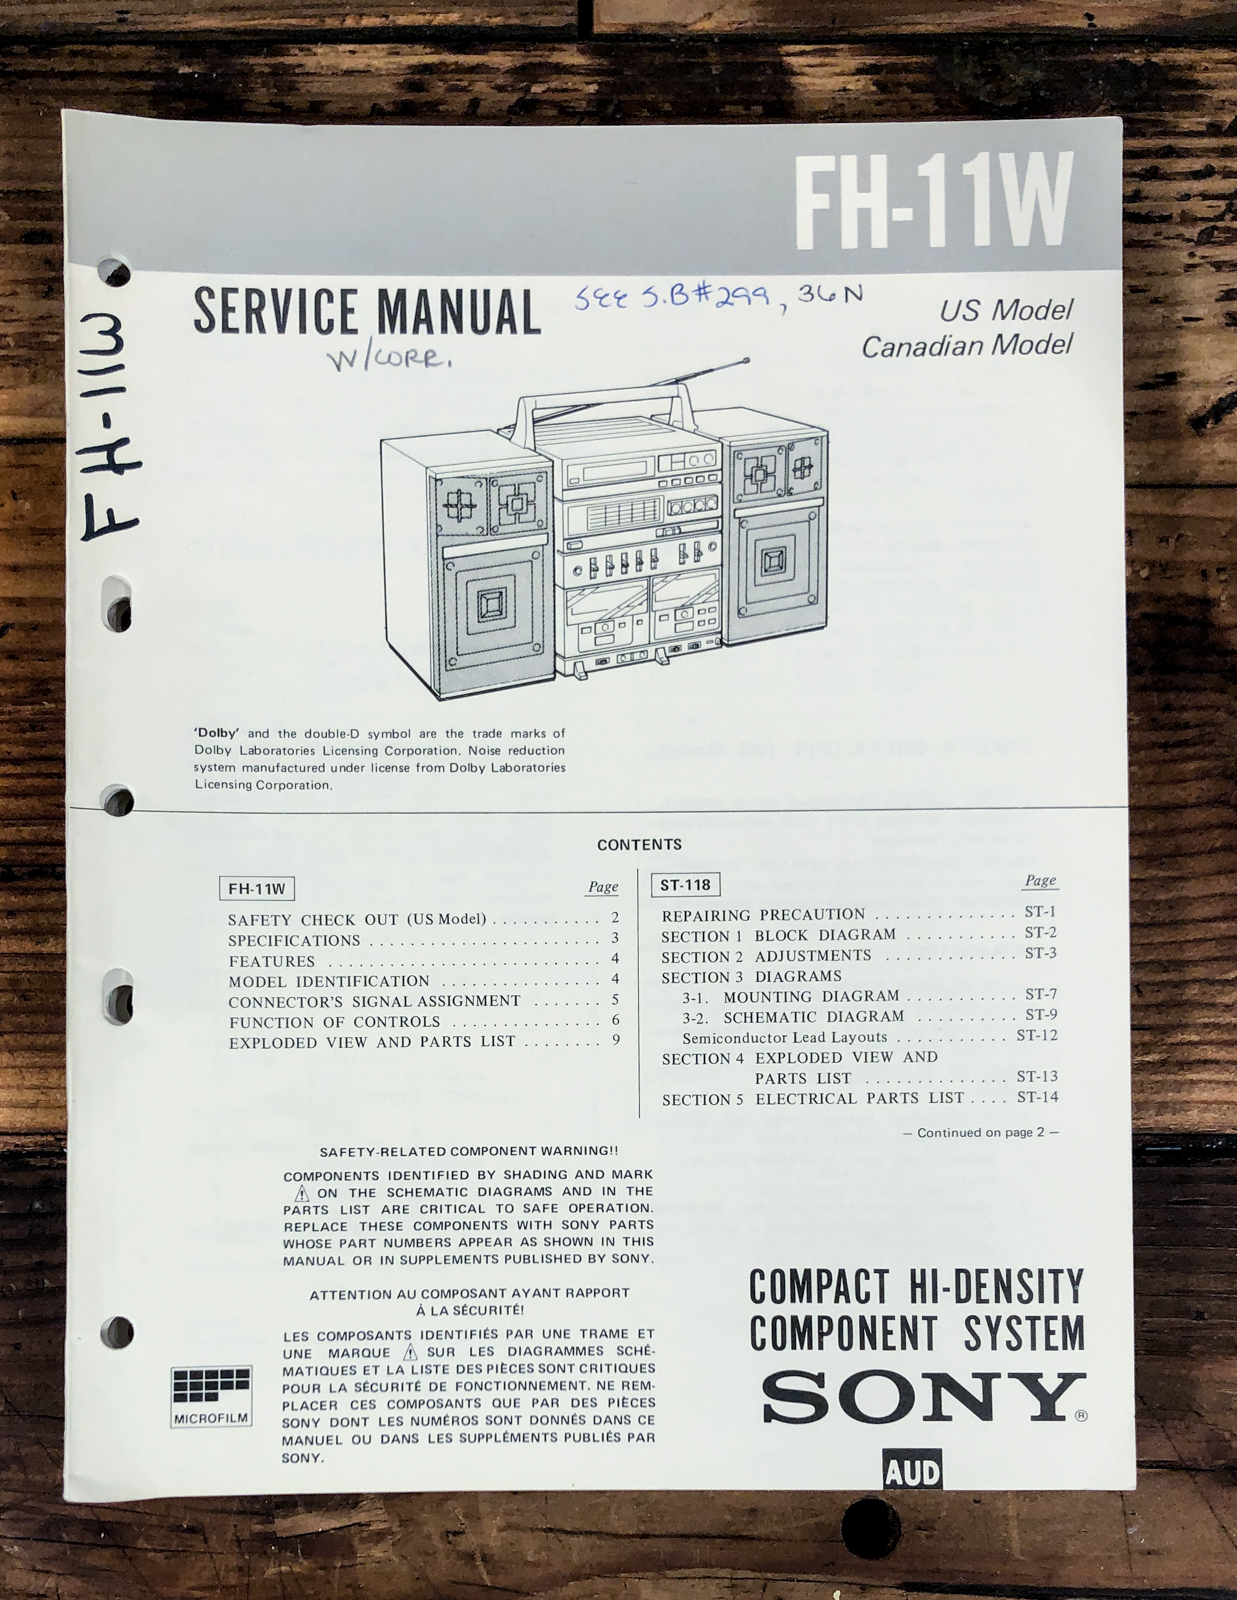 FH-11W
FH-11W
SERVICE MANUAL
SEE S.B#299, 36N
W/CORR.
US Model
Canadian Model
'Dolby' and the double-D symbol are the trade marks of
Dolby Laboratories Licensing Corporation. Noise reduction
system manufactured under license from Dolby Laboratories
Licensing Corporation.
CONTENTS
FH-11W Page
SAFETY CHECK OUT (US Model) . . . . . . . . . . . 2
SPECIFICATIONS . . . . . . . . . . . . . . . . . . . . . . . 3
FEATURES . . . . . . . . . . . . . . . . . . . . . . . . . . 4
MODEL IDENTIFICATION . . . . . . . . . . . . . . . 4
CONNECTOR'S SIGNAL ASSIGNMENT . . . . . . . 5
FUNCTION OF CONTROLS . . . . . . . . . . . . . . 6
EXPLODED VIEW AND PARTS LIST . . . . . . . . 9
ST-118 Page
REPAIRING PRECAUTION . . . . . . . . . . . . . . ST-1
SECTION 1 BLOCK DIAGRAM . . . . . . . . . . . ST-2
SECTION 2 ADJUSTMENTS . . . . . . . . . . . . . ST-3
SECTION 3 DIAGRAMS
3-1. MOUNTING DIAGRAM . . . . . . . . . . . ST-7
3-2. SCHEMATIC DIAGRAM . . . . . . . . . . ST-9
Semiconductor Lead Layouts . . . . . . . . . . . ST-12
SECTION 4 EXPLODED VIEW AND
PARTS LIST . . . . . . . . . . . . . . ST-13
SECTION 5 ELECTRICAL PARTS LIST . . . . ST-14
— Continued on page 2 —
SAFETY-RELATED COMPONENT WARNING!!
COMPONENTS IDENTIFIED BY SHADING AND MARK
⚠ ON THE SCHEMATIC DIAGRAMS AND IN THE
PARTS LIST ARE CRITICAL TO SAFE OPERATION.
REPLACE THESE COMPONENTS WITH SONY PARTS
WHOSE PART NUMBERS APPEAR AS SHOWN IN THIS
MANUAL OR IN SUPPLEMENTS PUBLISHED BY SONY.
ATTENTION AU COMPOSANT AYANT RAPPORT
À LA SÉCURITÉ!
LES COMPOSANTS IDENTIFIÉS PAR UNE TRAME ET
UNE MARQUE ⚠ SUR LES DIAGRAMMES SCHÉ-
MATIQUES ET LA LISTE DES PIÈCES SONT CRITIQUES
POUR LA SÉCURITÉ DE FONCTIONNEMENT. NE REM-
PLACER CES COMPOSANTS QUE PAR DES PIÈCES
SONY DONT LES NUMÉROS SONT DONNÉS DANS CE
MANUEL OU DANS LES SUPPLÉMENTS PUBLIÉS PAR
SONY.
MICROFILM
COMPACT HI-DENSITY
COMPONENT SYSTEM
SONY®
AUD